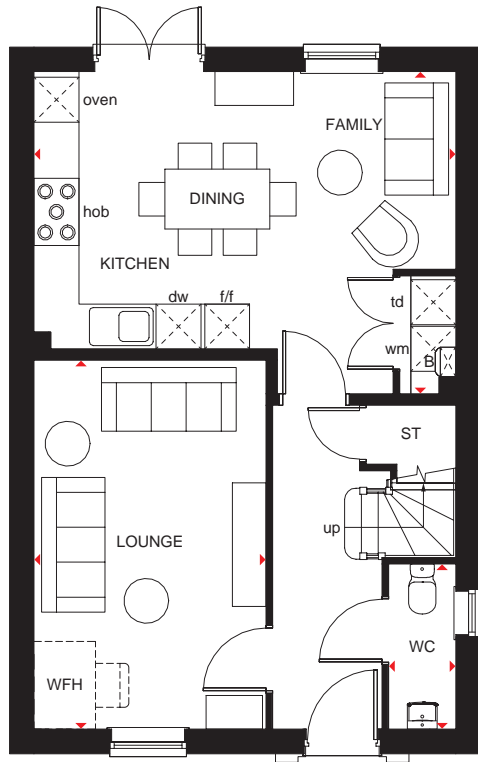 oven
FAMILY
DINING
hob
KITCHEN
dw f/f
td
wm
B
ST
up
LOUNGE
WC
WFH